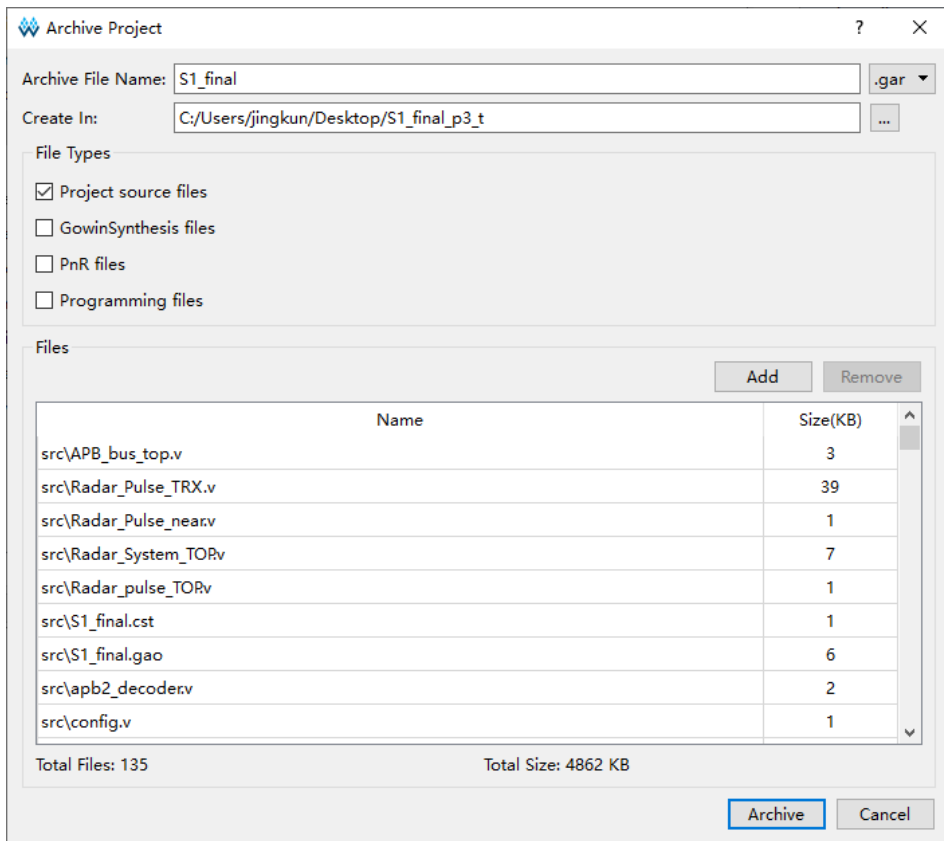 Archive Project
Archive File Name: S1_final .gar
Create In: C:/Users/jingkun/Desktop/S1_final_p3_t ...
File Types
Project source files
GowinSynthesis files
PnR files
Programming files
Files
Add Remove
Name Size(KB)
src\APB_bus_top.v 3
src\Radar_Pulse_TRX.v 39
src\Radar_Pulse_near.v 1
src\Radar_System_TOP.v 7
src\Radar_pulse_TOP.v 1
src\S1_final.cst 1
src\S1_final.gao 6
src\apb2_decoder.v 2
src\config.v 1
Total Files: 135 Total Size: 4862 KB
Archive Cancel